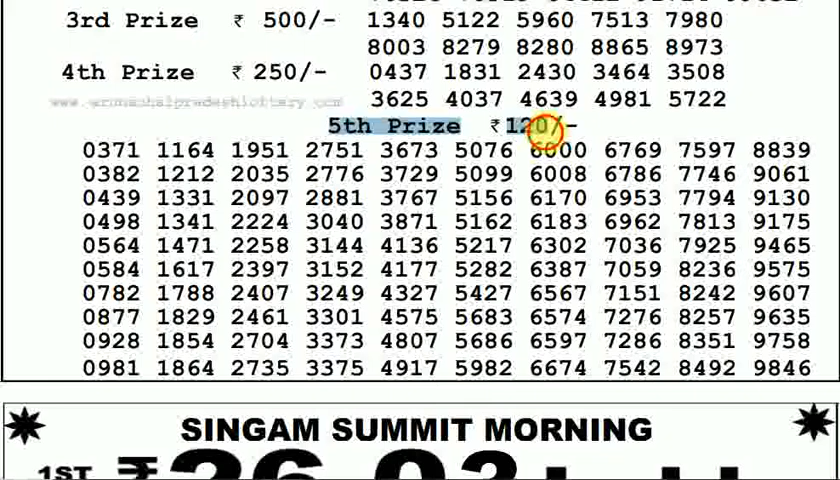 3rd Prize ₹ 500/- 1340 5122 5960 7513 7980
8003 8279 8280 8865 8973
4th Prize ₹ 250/- 0437 1831 2430 3464 3508
www.arunachalpradeshlottery.com 3625 4037 4639 4981 5722
5th Prize ₹ 120/-
0371 1164 1951 2751 3673 5076 6000 6769 7597 8839
0382 1212 2035 2776 3729 5099 6008 6786 7746 9061
0439 1331 2097 2881 3767 5156 6170 6953 7794 9130
0498 1341 2224 3040 3871 5162 6183 6962 7813 9175
0564 1471 2258 3144 4136 5217 6302 7036 7925 9465
0584 1617 2397 3152 4177 5282 6387 7059 8236 9575
0782 1788 2407 3249 4327 5427 6567 7151 8242 9607
0877 1829 2461 3301 4575 5683 6574 7276 8257 9635
0928 1854 2704 3373 4807 5686 6597 7286 8351 9758
0981 1864 2735 3375 4917 5982 6674 7542 8492 9846
SINGAM SUMMIT MORNING
1ST ₹